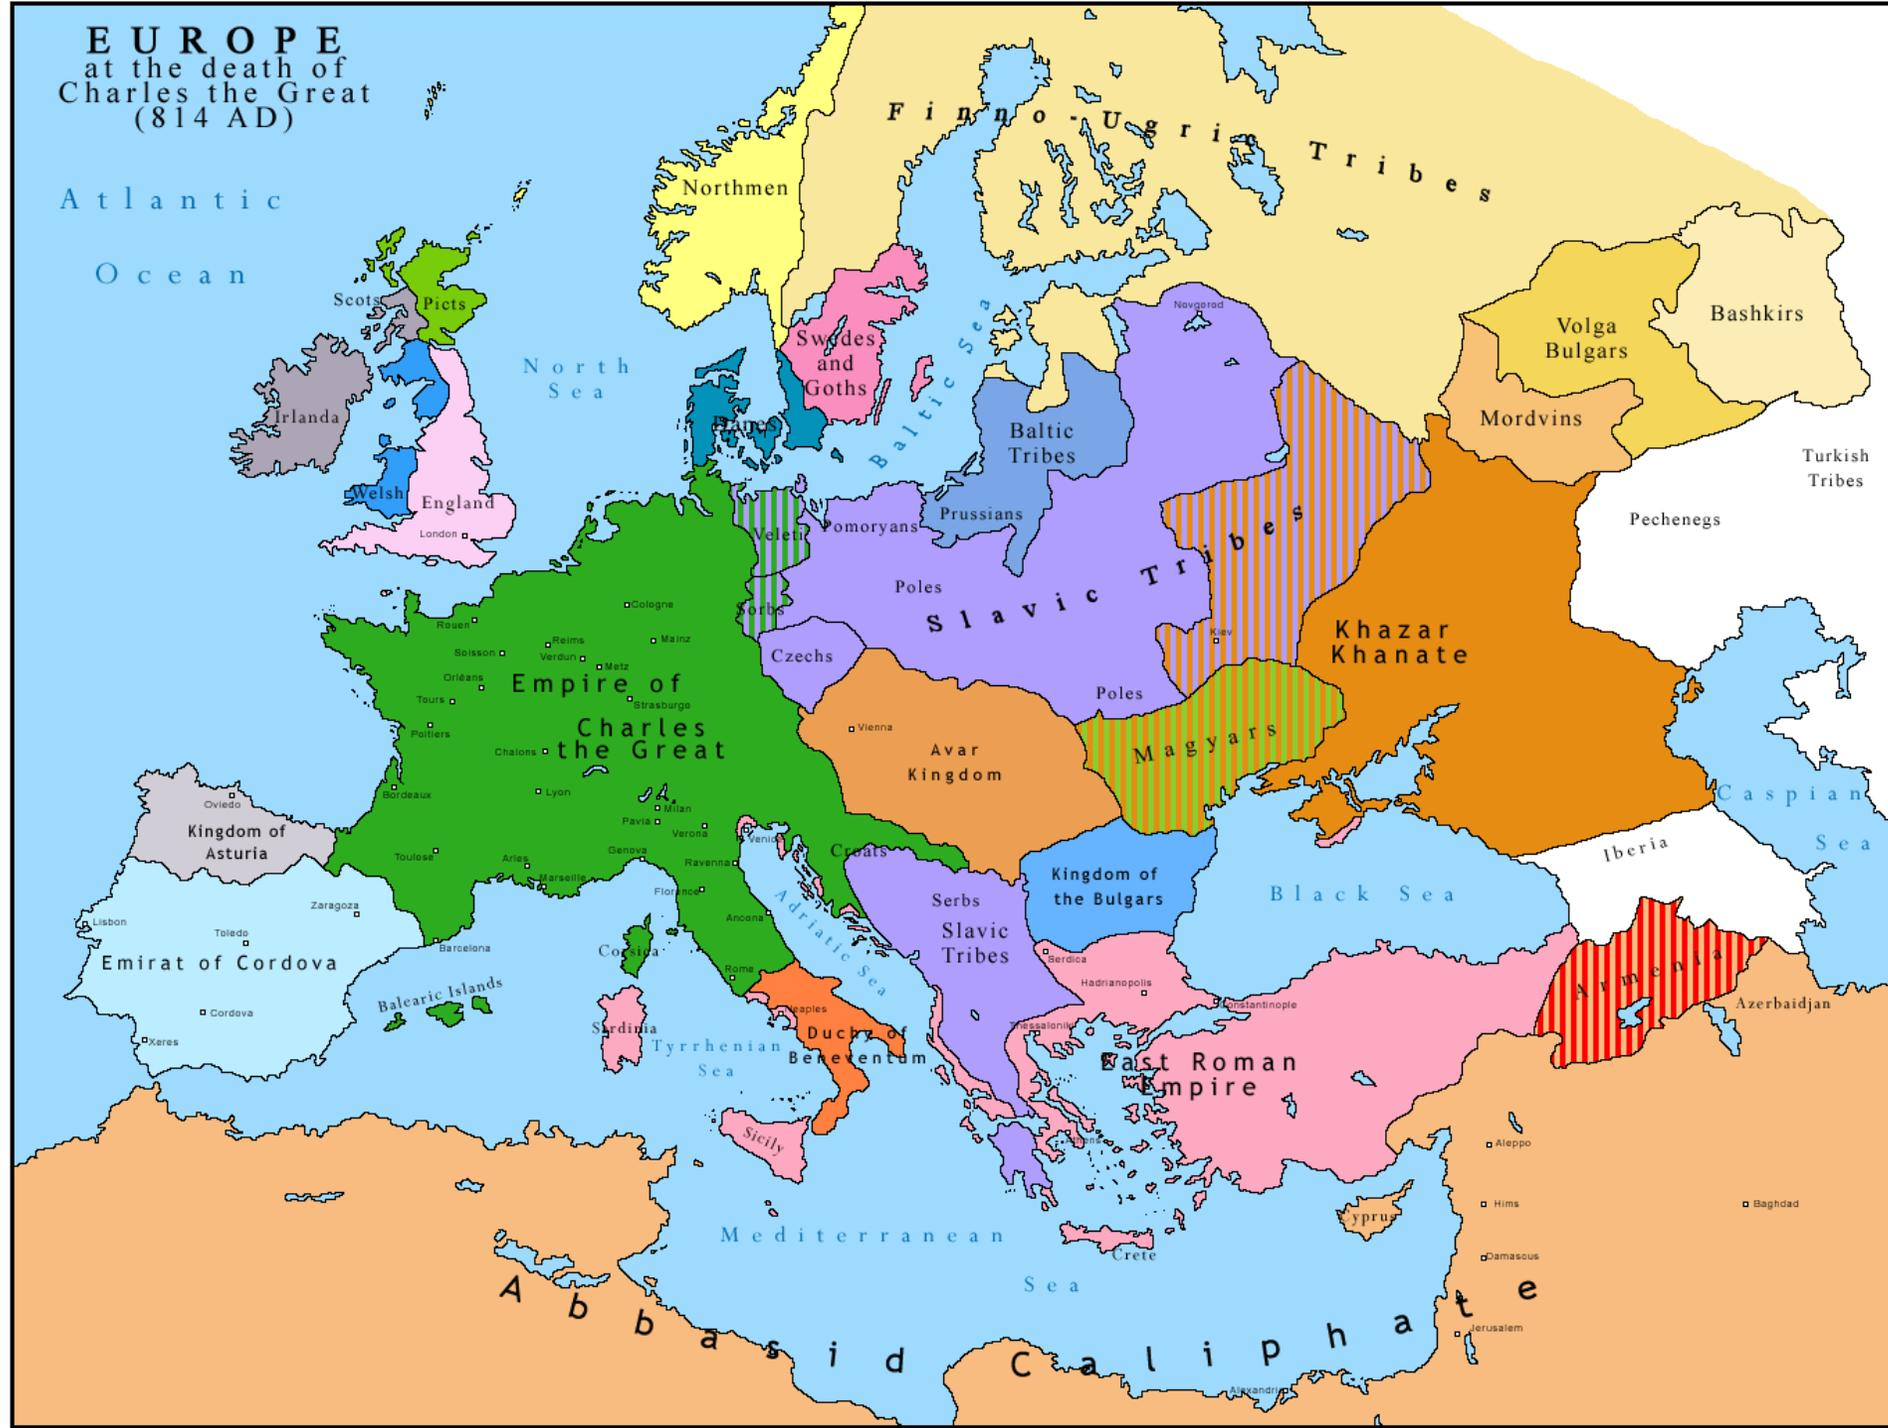 EUROPE
at the death of
Charles the Great
(814 AD)
Atlantic
Ocean
Finno-Ugric Tribes
Northmen
Scots
Picts
Irlanda
Welsh
England
London
North
Sea
Swedes
and
Goths
Danes
Baltic Sea
Novgorod
Volga
Bulgars
Bashkirs
Mordvins
Turkish
Tribes
Pechenegs
Baltic
Tribes
Prussians
Pomoryans
Veleti
Sorbs
Poles
Slavic Tribes
Czechs
Poles
Kiev
Khazar
Khanate
Magyars
Cologne
Rouen
Reims
Mainz
Soisson
Verdun
Metz
Orléans
Empire of
Tours
Strasburgo
Charles
the Great
Poitiers
Chalons
Vienna
Avar
Kingdom
Bordeaux
Lyon
Milan
Pavia
Verona
Venice
Toulose
Arles
Genova
Ravenna
Marseille
Florence
Croats
Oviedo
Kingdom of
Asturia
Zaragoza
Lisbon
Toledo
Barcelona
Emirat of Cordova
Cordova
Xeres
Balearic Islands
Corsica
Ancona
Rome
Adriatic Sea
Serbs
Slavic
Tribes
Kingdom of
the Bulgars
Black Sea
Caspian
Sea
Iberia
Armenia
Azerbaidjan
Serdica
Hadrianopolis
Constantinople
Thessaloniki
Sardinia
Tyrrhenian
Sea
Neaples
Duchy of
Beneventum
East Roman
Empire
Sicily
Athens
Aleppo
Hims
Baghdad
Cyprus
Crete
Mediterranean
Sea
Damascus
Abbasid Caliphate
Jerusalem
Alexandria